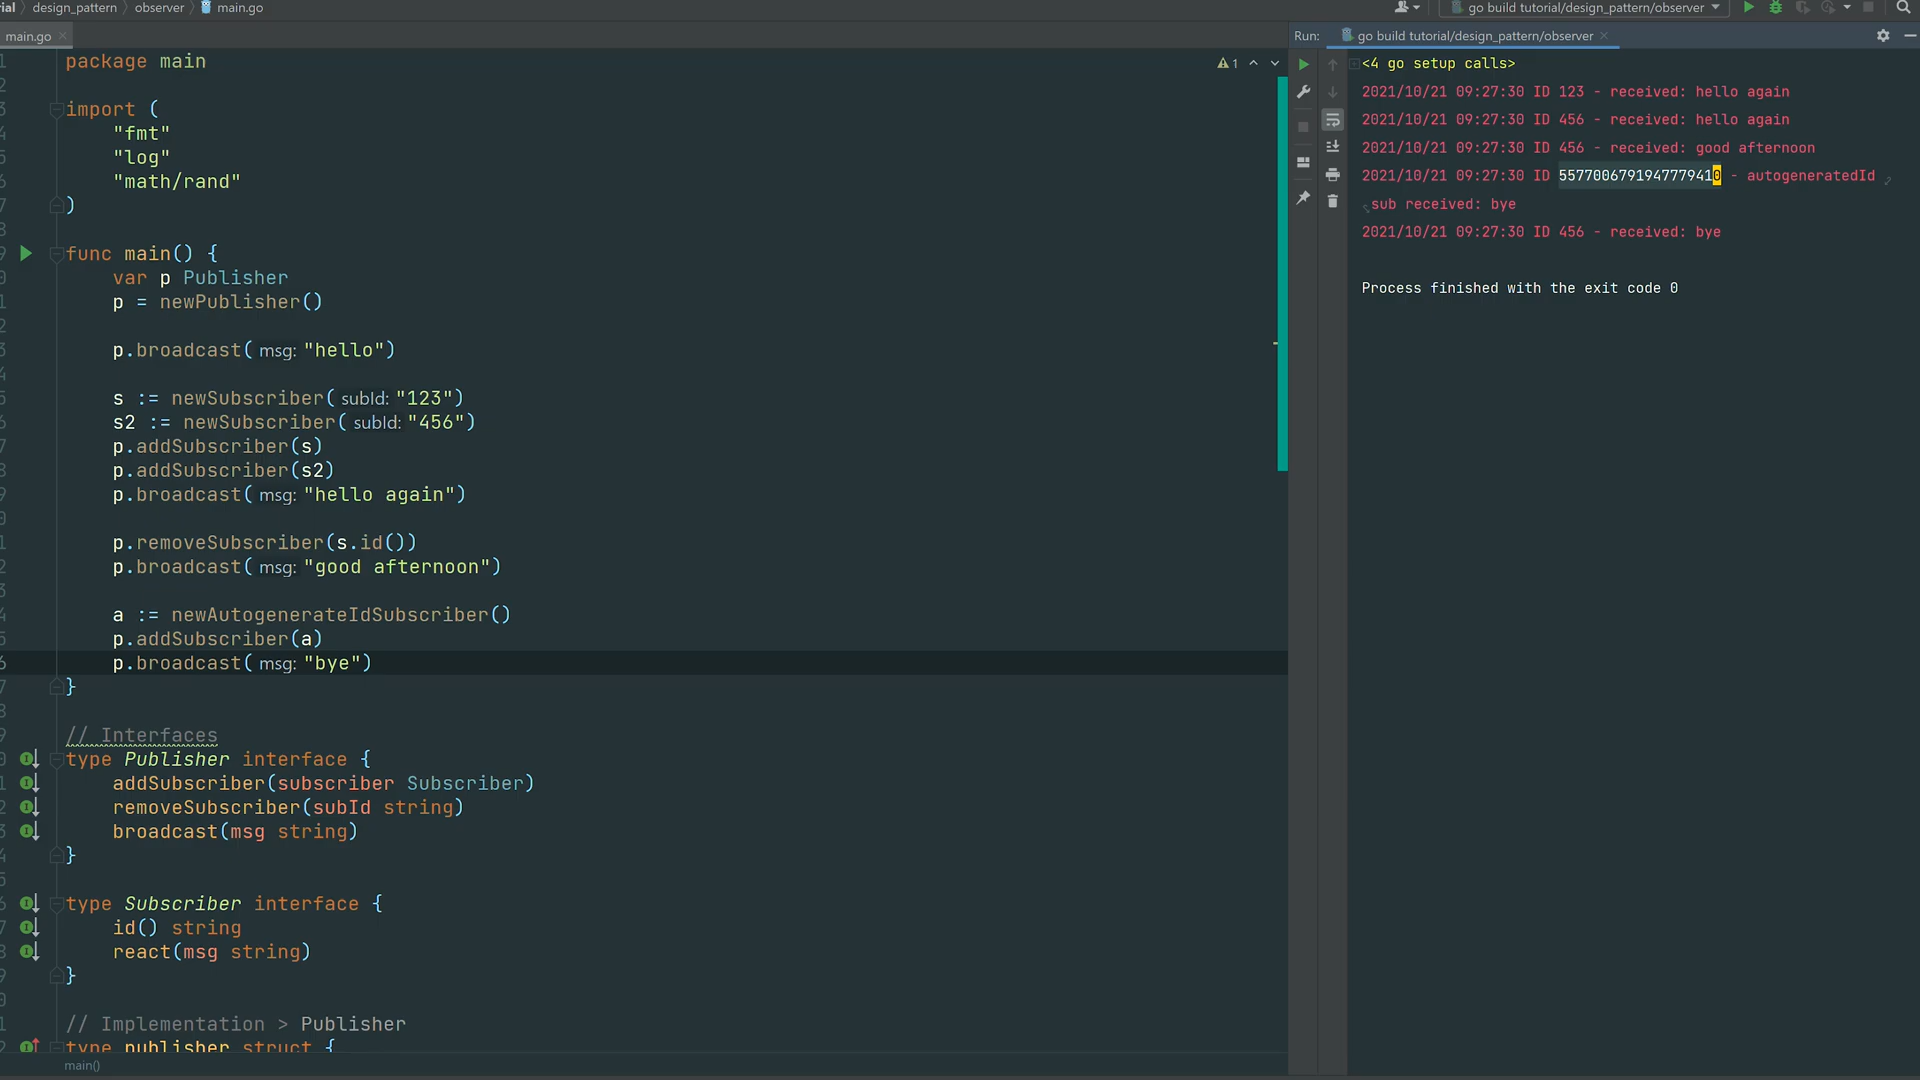 ial design_pattern observer main.go
go build tutorial/design_pattern/observer
main.go
Run: go build tutorial/design_pattern/observer
1
package main
import (
"fmt"
"log"
"math/rand"
)
func main() {
var p Publisher
p = newPublisher()
p.broadcast( msg: "hello")
s := newSubscriber( subId: "123")
s2 := newSubscriber( subId: "456")
p.addSubscriber(s)
p.addSubscriber(s2)
p.broadcast( msg: "hello again")
p.removeSubscriber(s.id())
p.broadcast( msg: "good afternoon")
a := newAutogenerateIdSubscriber()
p.addSubscriber(a)
p.broadcast( msg: "bye")
}
// Interfaces
type Publisher interface {
addSubscriber(subscriber Subscriber)
removeSubscriber(subId string)
broadcast(msg string)
}
type Subscriber interface {
id() string
react(msg string)
}
// Implementation > Publisher
type publisher struct {
main()
<4 go setup calls>
2021/10/21 09:27:30 ID 123 - received: hello again
2021/10/21 09:27:30 ID 456 - received: hello again
2021/10/21 09:27:30 ID 456 - received: good afternoon
2021/10/21 09:27:30 ID 5577006791947779410 - autogeneratedId
sub received: bye
2021/10/21 09:27:30 ID 456 - received: bye
Process finished with the exit code 0